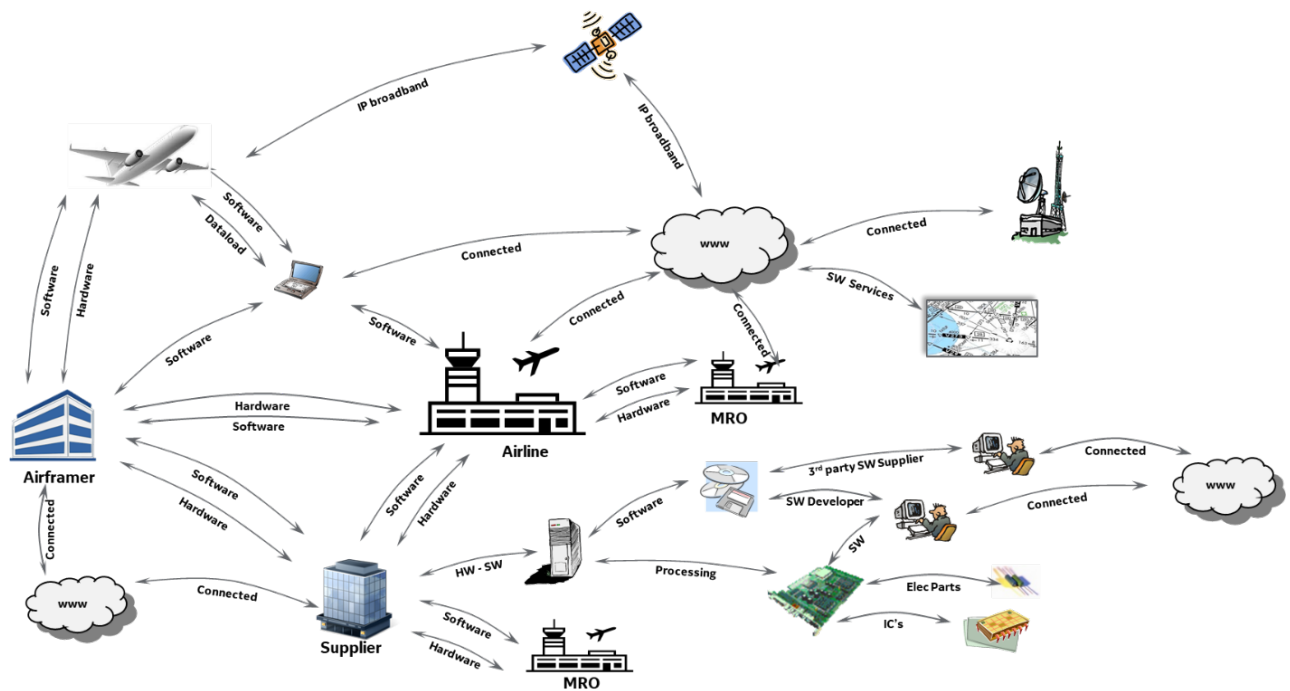 IP broadband
IP broadband
Software
Dataload
www
Connected
Connected
SW Services
Software
Hardware
Connected
Connected
Software
Software
Software
Hardware
MRO
Hardware
Software
Airline
Airframer
Software
Hardware
Connected
Software
Hardware
3rd party SW Supplier
Connected
www
SW Developer
Connected
Software
SW
HW - SW
Processing
Elec Parts
IC's
www
Connected
Supplier
Software
Hardware
MRO